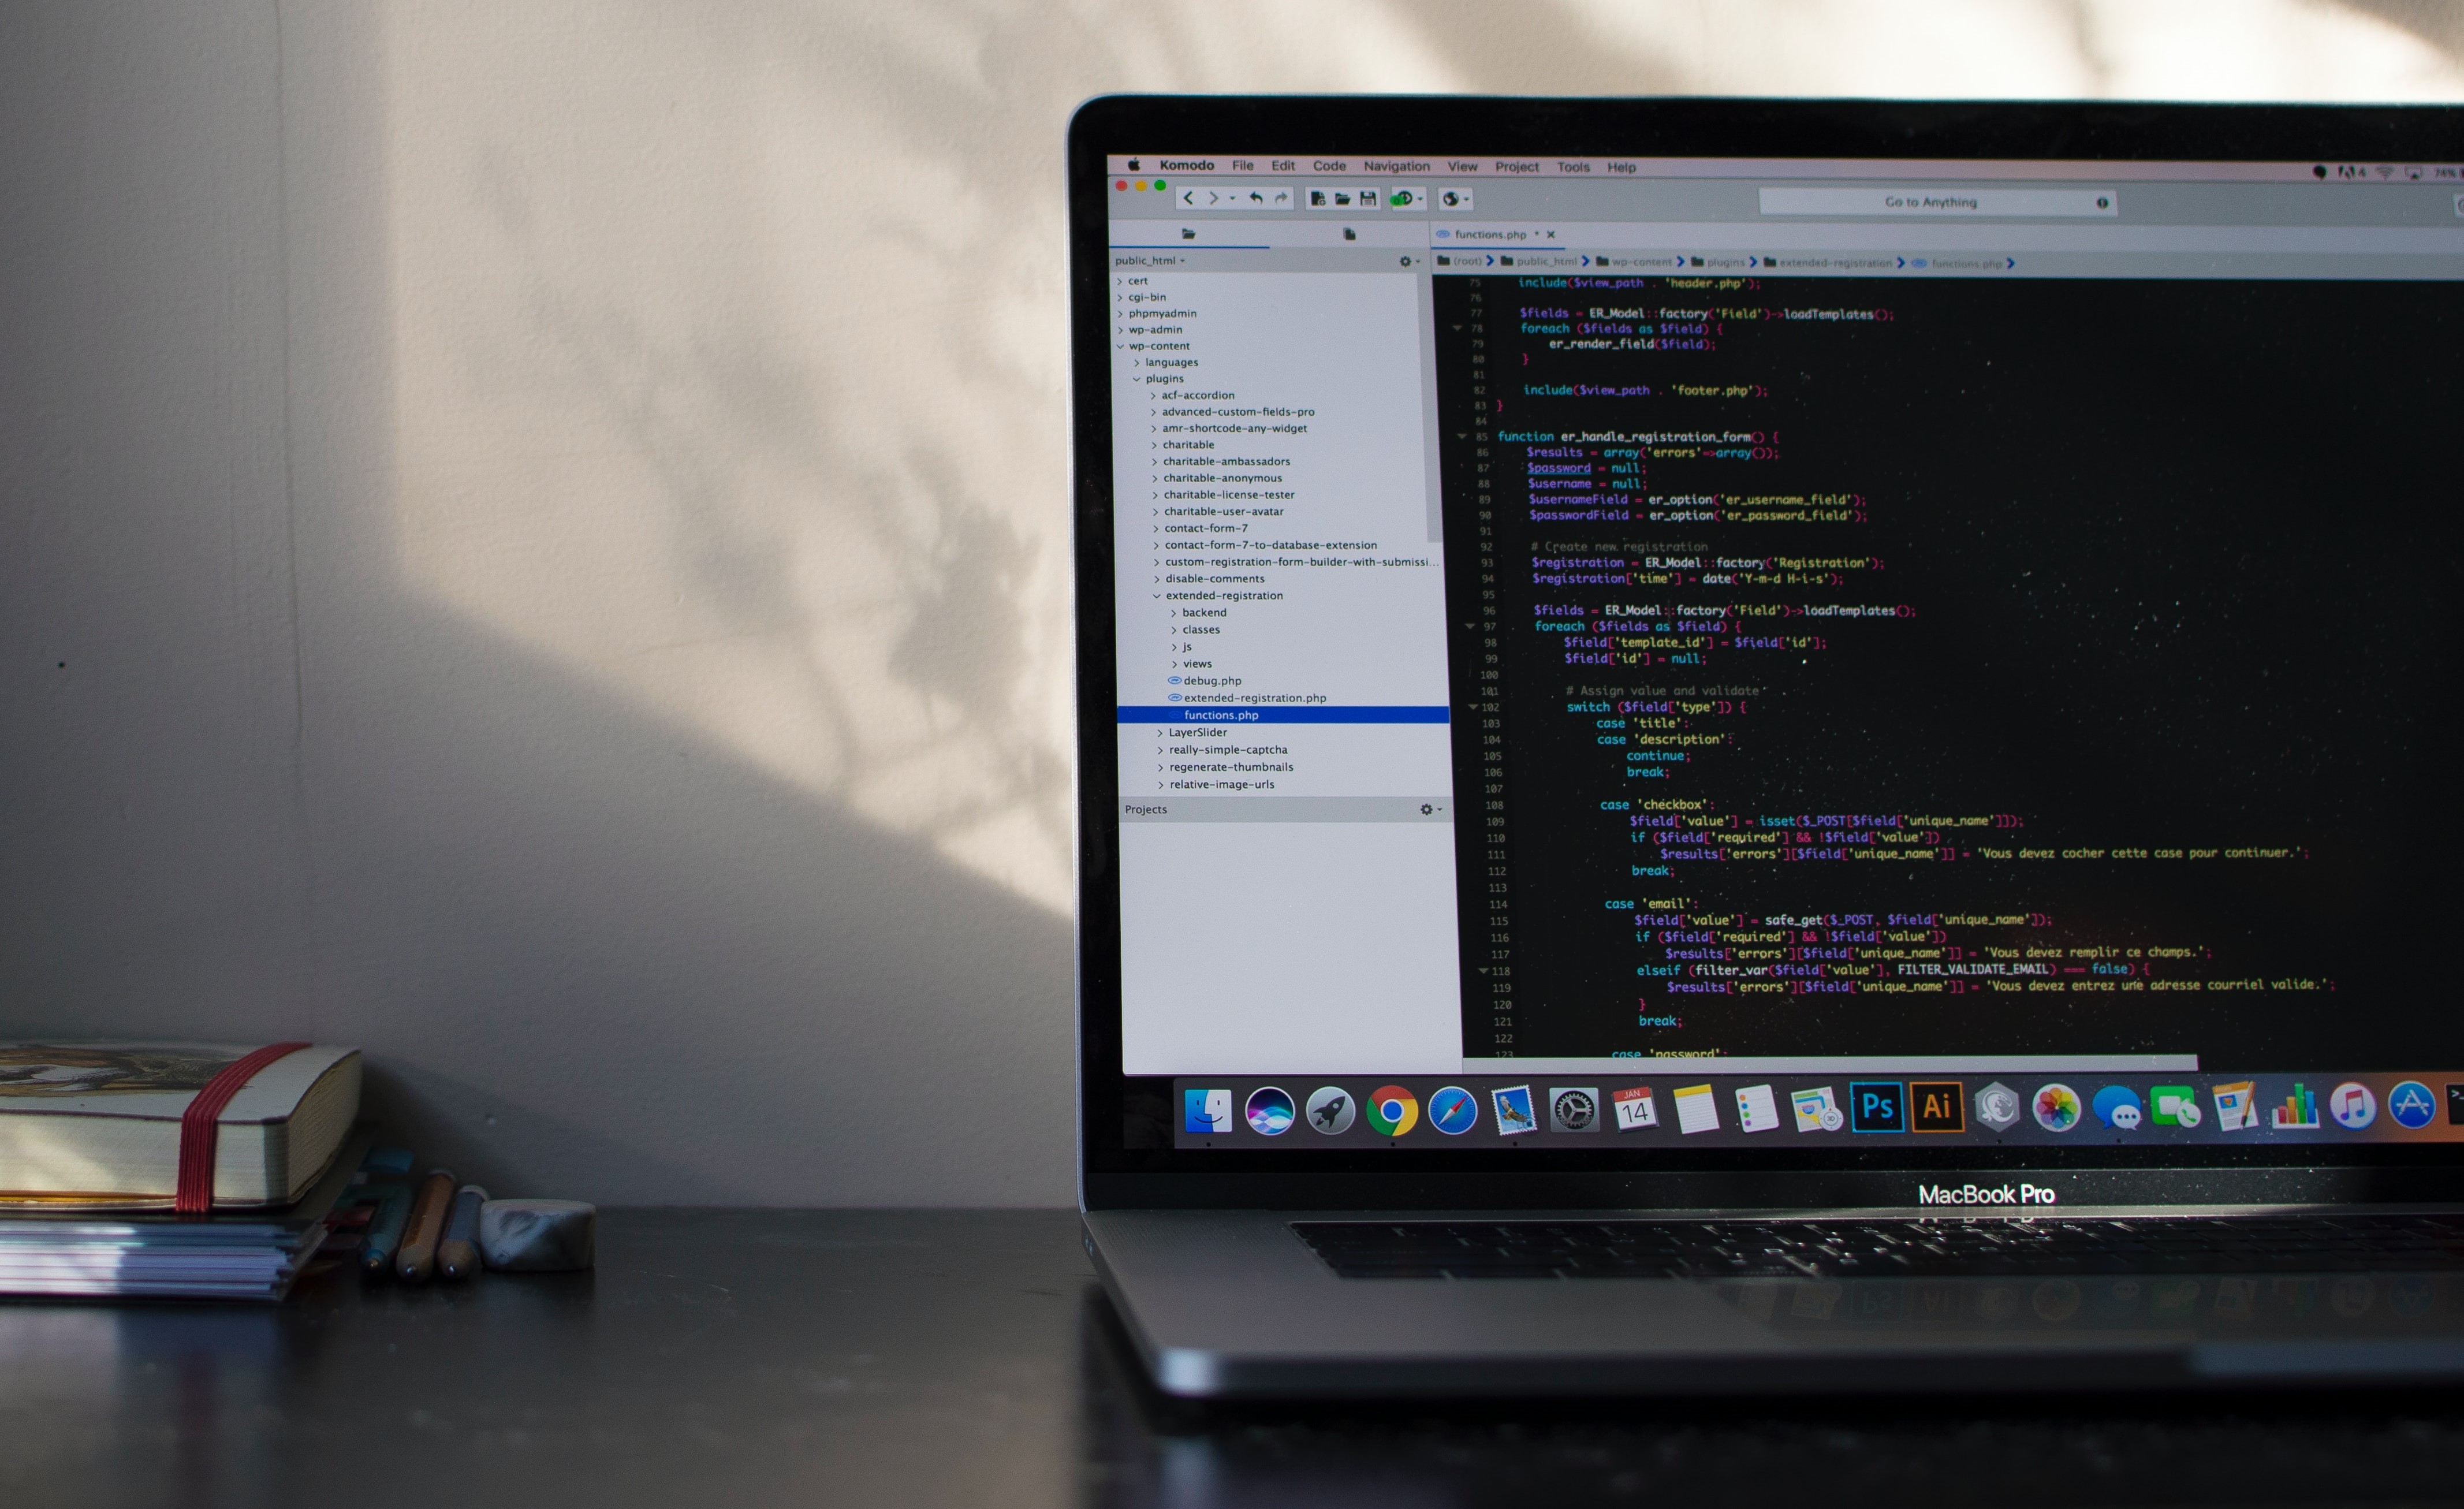 Komodo File Edit Code Navigation View Project Tools Help
74%
Go to Anything
functions.php * ×
public_html
(root) public_html wp-content plugins extended-registration functions.php
cert
cgi-bin
phpmyadmin
wp-admin
wp-content
languages
plugins
acf-accordion
advanced-custom-fields-pro
amr-shortcode-any-widget
charitable
charitable-ambassadors
charitable-anonymous
charitable-license-tester
charitable-user-avatar
contact-form-7
contact-form-7-to-database-extension
custom-registration-form-builder-with-submissi...
disable-comments
extended-registration
backend
classes
js
views
debug.php
extended-registration.php
functions.php
LayerSlider
really-simple-captcha
regenerate-thumbnails
relative-image-urls
Projects
75 include($view_path . 'header.php');
76
77 $fields = ER_Model::factory('Field')->loadTemplates();
78 foreach ($fields as $field) {
79 er_render_field($field);
80 }
81
82 include($view_path . 'footer.php');
83 }
84
85 function er_handle_registration_form() {
86 $results = array('errors'=>array());
87 $password = null;
88 $username = null;
89 $usernameField = er_option('er_username_field');
90 $passwordField = er_option('er_password_field');
91
92 # Create new registration
93 $registration = ER_Model::factory('Registration');
94 $registration['time'] = date('Y-m-d H-i-s');
95
96 $fields = ER_Model::factory('Field')->loadTemplates();
97 foreach ($fields as $field) {
98 $field['template_id'] = $field['id'];
99 $field['id'] = null;
100
101 # Assign value and validate
102 switch ($field['type']) {
103 case 'title':
104 case 'description':
105 continue;
106 break;
107
108 case 'checkbox':
109 $field['value'] = isset($_POST[$field['unique_name']]);
110 if ($field['required'] && !$field['value'])
111 $results['errors'][$field['unique_name']] = 'Vous devez cocher cette case pour continuer.';
112 break;
113
114 case 'email':
115 $field['value'] = safe_get($_POST, $field['unique_name']);
116 if ($field['required'] && !$field['value'])
117 $results['errors'][$field['unique_name']] = 'Vous devez remplir ce champs.';
118 elseif (filter_var($field['value'], FILTER_VALIDATE_EMAIL) === false) {
119 $results['errors'][$field['unique_name']] = 'Vous devez entrez une adresse courriel valide.';
120 }
121 break;
122
123 case 'password':
JAN
14
Ps
Ai
MacBook Pro